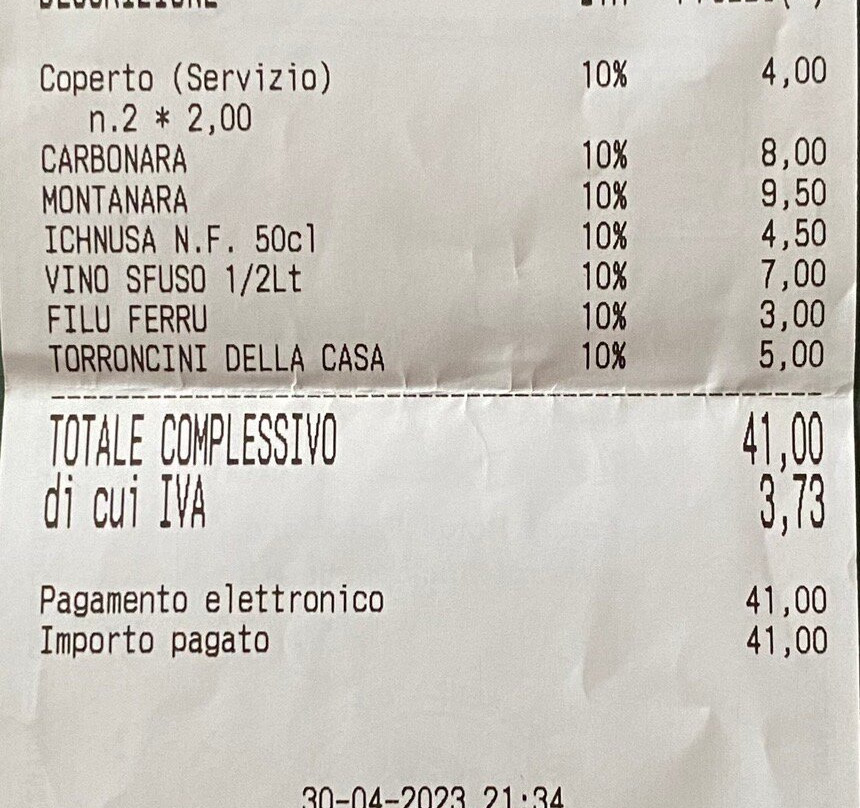 Coperto (Servizio) 10% 4,00
n.2 * 2,00
CARBONARA 10% 8,00
MONTANARA 10% 9,50
ICHNUSA N.F. 50cl 10% 4,50
VINO SFUSO 1/2Lt 10% 7,00
FILU FERRU 10% 3,00
TORRONCINI DELLA CASA 10% 5,00
TOTALE COMPLESSIVO 41,00
di cui IVA 3,73
Pagamento elettronico 41,00
Importo pagato 41,00
30-04-2023 21:34